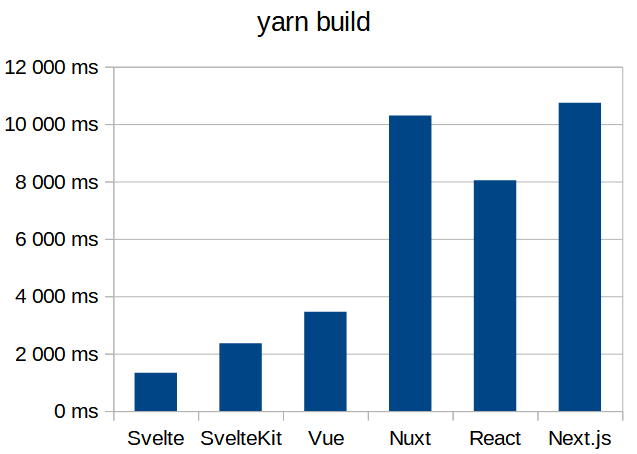 yarn build
12 000 ms
10 000 ms
8 000 ms
6 000 ms
4 000 ms
2 000 ms
0 ms
Svelte SvelteKit Vue Nuxt React Next.js